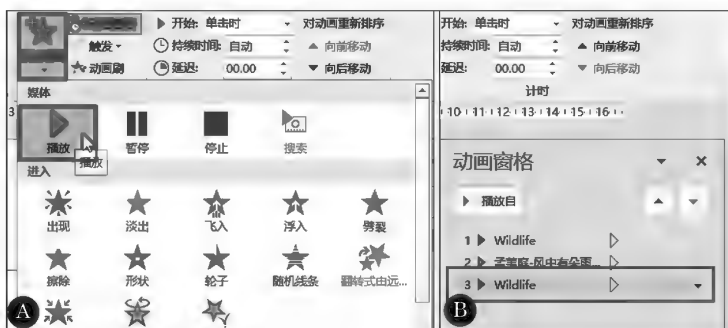 开始: 单击时
对动画重新排序
触发
持续时间: 自动
向前移动
动画刷
延迟: 00.00
向后移动
媒体
播放
暂停
停止
搜索
播放
进入
出现
淡出
飞入
浮入
劈裂
擦除
形状
轮子
随机线条
翻转式由远...
A
开始: 单击时
对动画重新排序
持续时间: 自动
向前移动
延迟: 00.00
向后移动
计时
10 11 12 13 14 15 16
动画窗格
播放自
1 Wildlife
2 孟美庭-风中有朵雨...
3 Wildlife
B